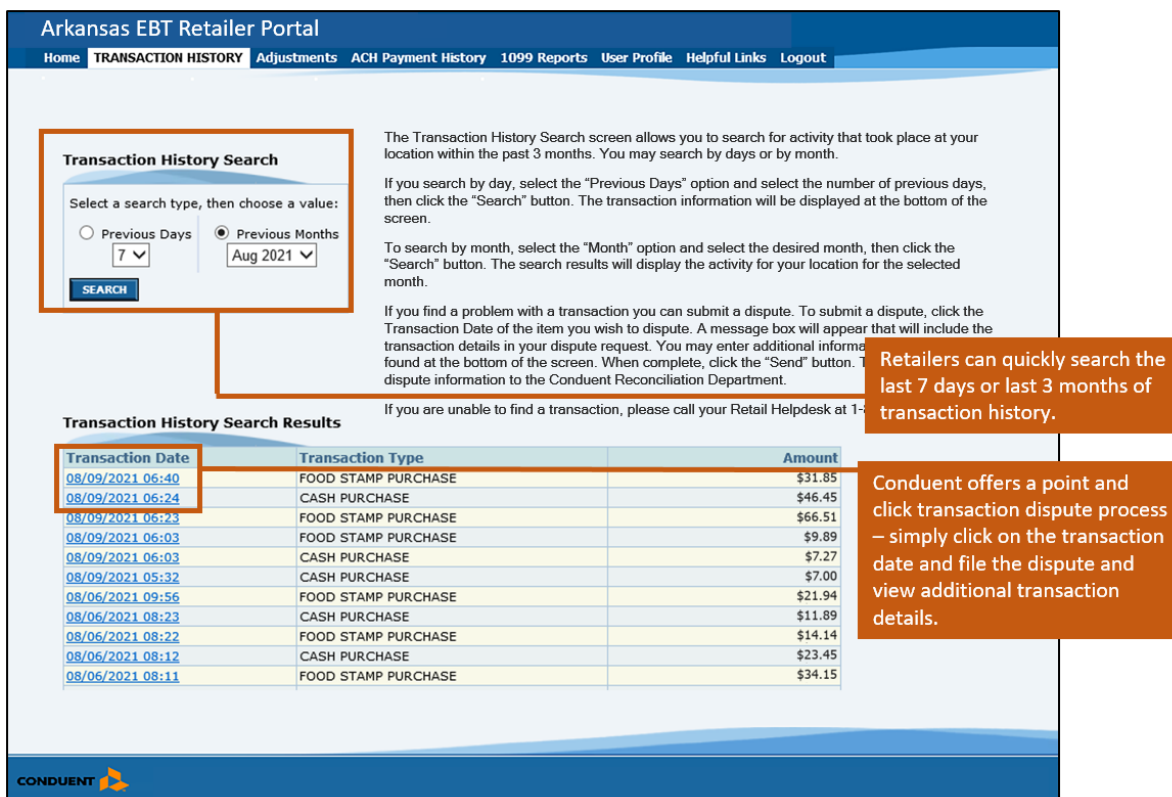 Arkansas EBT Retailer Portal
Home TRANSACTION HISTORY Adjustments ACH Payment History 1099 Reports User Profile Helpful Links Logout
Transaction History Search
Select a search type, then choose a value:
Previous Days Previous Months
7 Aug 2021
SEARCH
The Transaction History Search screen allows you to search for activity that took place at your
location within the past 3 months. You may search by days or by month.
If you search by day, select the “Previous Days” option and select the number of previous days,
then click the “Search” button. The transaction information will be displayed at the bottom of the
screen.
To search by month, select the “Month” option and select the desired month, then click the
“Search” button. The search results will display the activity for your location for the selected
month.
If you find a problem with a transaction you can submit a dispute. To submit a dispute, click the
Transaction Date of the item you wish to dispute. A message box will appear that will include the
transaction details in your dispute request. You may enter additional
found at the bottom of the screen. When complete, click the “Send” button.
dispute information to the Conduent Reconciliation Department.
If you are unable to find a transaction, please call your Retail Helpdesk at
Retailers can quickly search the
last 7 days or last 3 months of
transaction history.
Transaction History Search Results
Transaction Date Transaction Type Amount
08/09/2021 06:40 FOOD STAMP PURCHASE $31.85
08/09/2021 06:24 CASH PURCHASE $46.45
08/09/2021 06:23 FOOD STAMP PURCHASE $66.51
08/09/2021 06:03 FOOD STAMP PURCHASE $9.89
08/09/2021 06:03 CASH PURCHASE $7.27
08/09/2021 05:32 CASH PURCHASE $7.00
08/06/2021 09:56 FOOD STAMP PURCHASE $21.94
08/06/2021 08:23 CASH PURCHASE $11.89
08/06/2021 08:22 FOOD STAMP PURCHASE $14.14
08/06/2021 08:12 CASH PURCHASE $23.45
08/06/2021 08:11 FOOD STAMP PURCHASE $34.15
Conduent offers a point and
click transaction dispute process
– simply click on the transaction
date and file the dispute and
view additional transaction
details.
CONDUENT